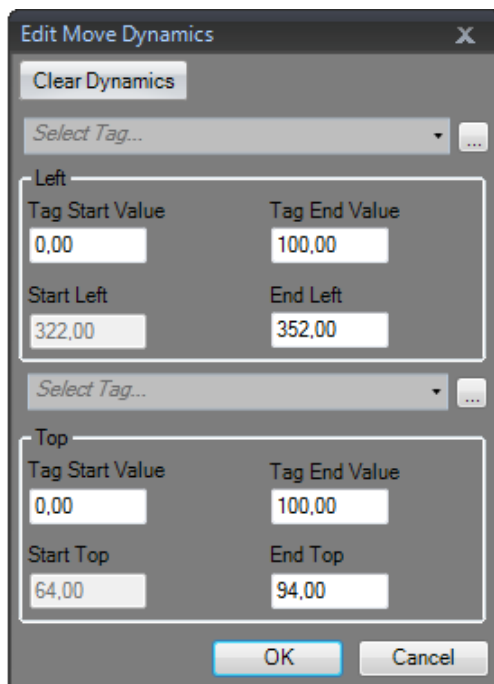 Edit Move Dynamics X
Clear Dynamics
Select Tag... ...
Left
Tag Start Value Tag End Value
0,00 100,00
Start Left End Left
322,00 352,00
Select Tag... ...
Top
Tag Start Value Tag End Value
0,00 100,00
Start Top End Top
64,00 94,00
OK Cancel